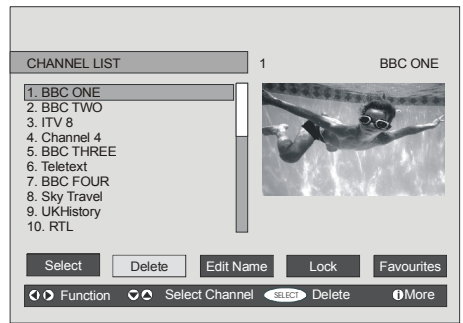 CHANNEL LIST
1 BBC ONE
1. BBC ONE
2. BBC TWO
3. ITV 8
4. Channel 4
5. BBC THREE
6. Teletext
7. BBC FOUR
8. Sky Travel
9. UKHistory
10. RTL
Select Delete Edit Name Lock Favourites
Function Select Channel SELECT Delete i More